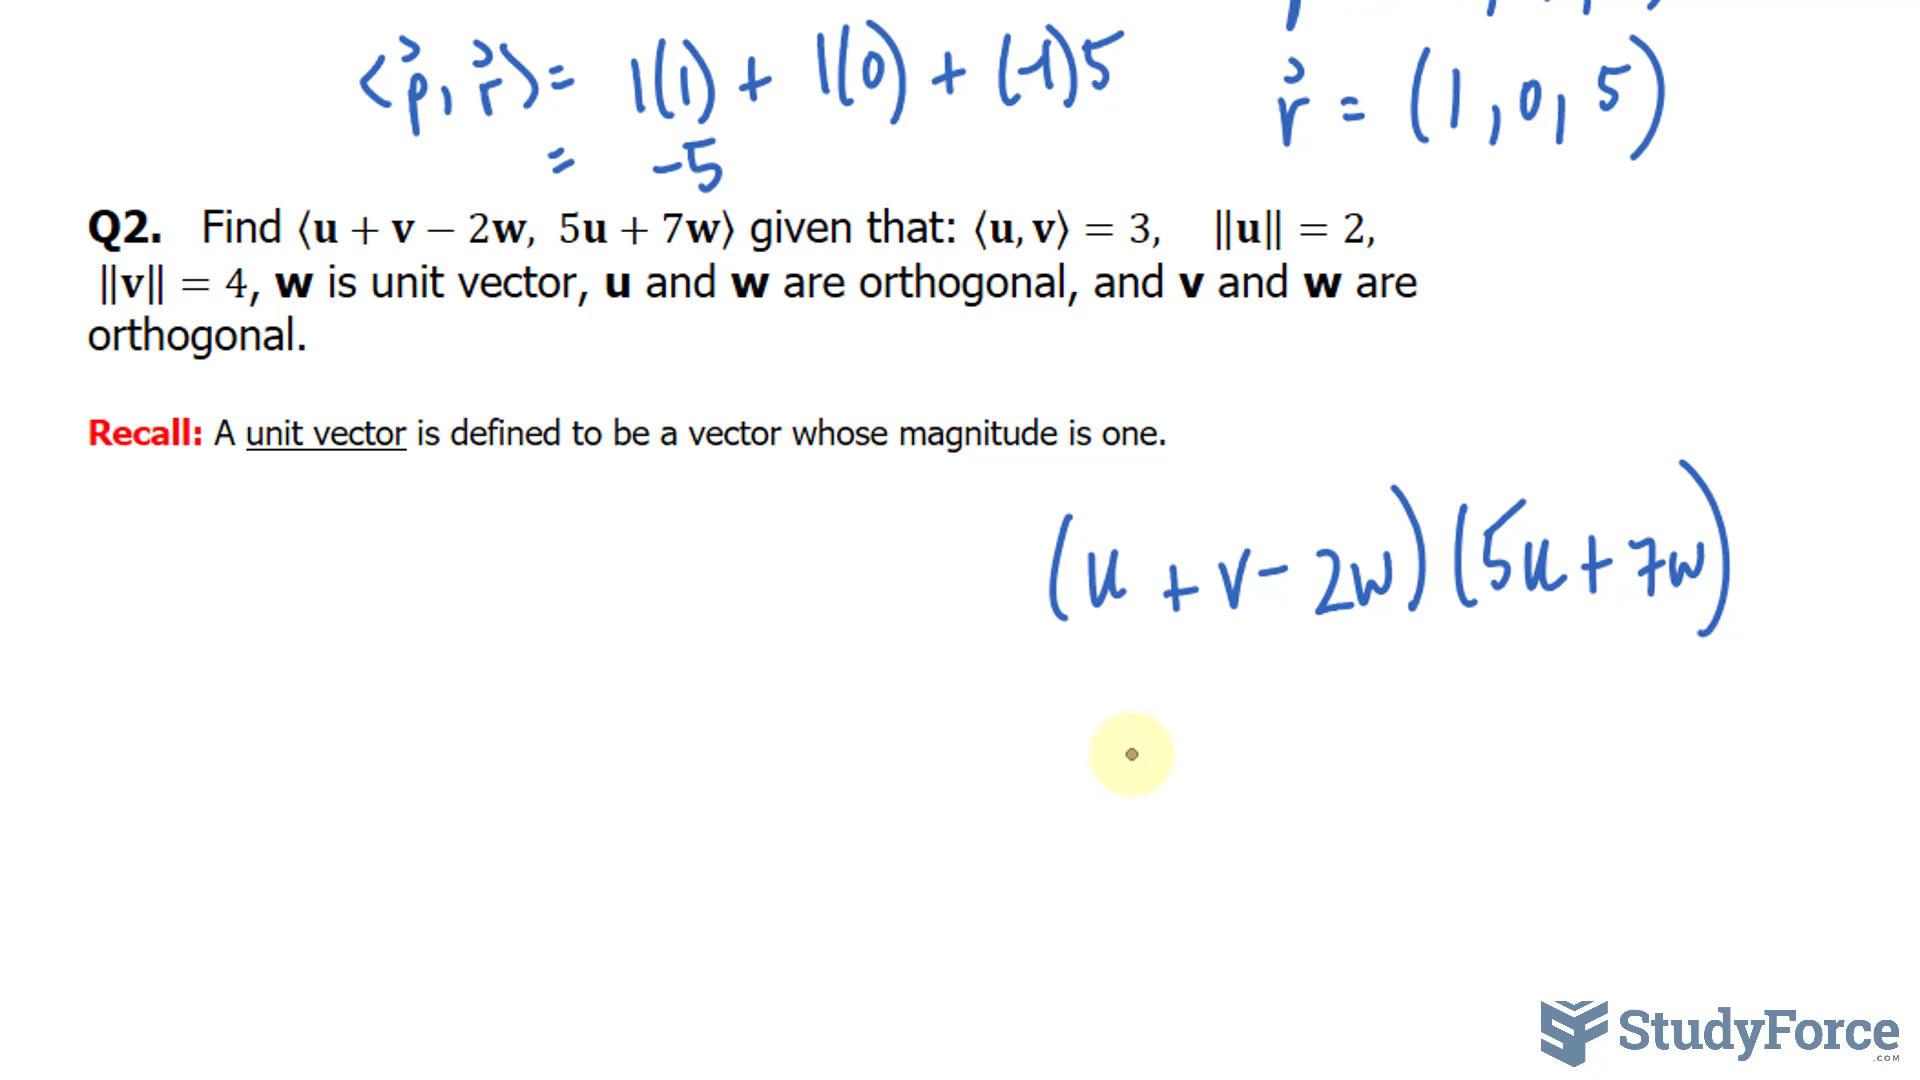 ⟨p⃗, r⃗⟩ = 1(1) + 1(0) + (-1)5
r⃗ = (1, 0, 5)
= -5
Q2. Find ⟨u + v − 2w, 5u + 7w⟩ given that: ⟨u, v⟩ = 3, ‖u‖ = 2,
‖v‖ = 4, w is unit vector, u and w are orthogonal, and v and w are
orthogonal.
Recall: A unit vector is defined to be a vector whose magnitude is one.
(u + v - 2w)(5u + 7w)
StudyForce
.COM